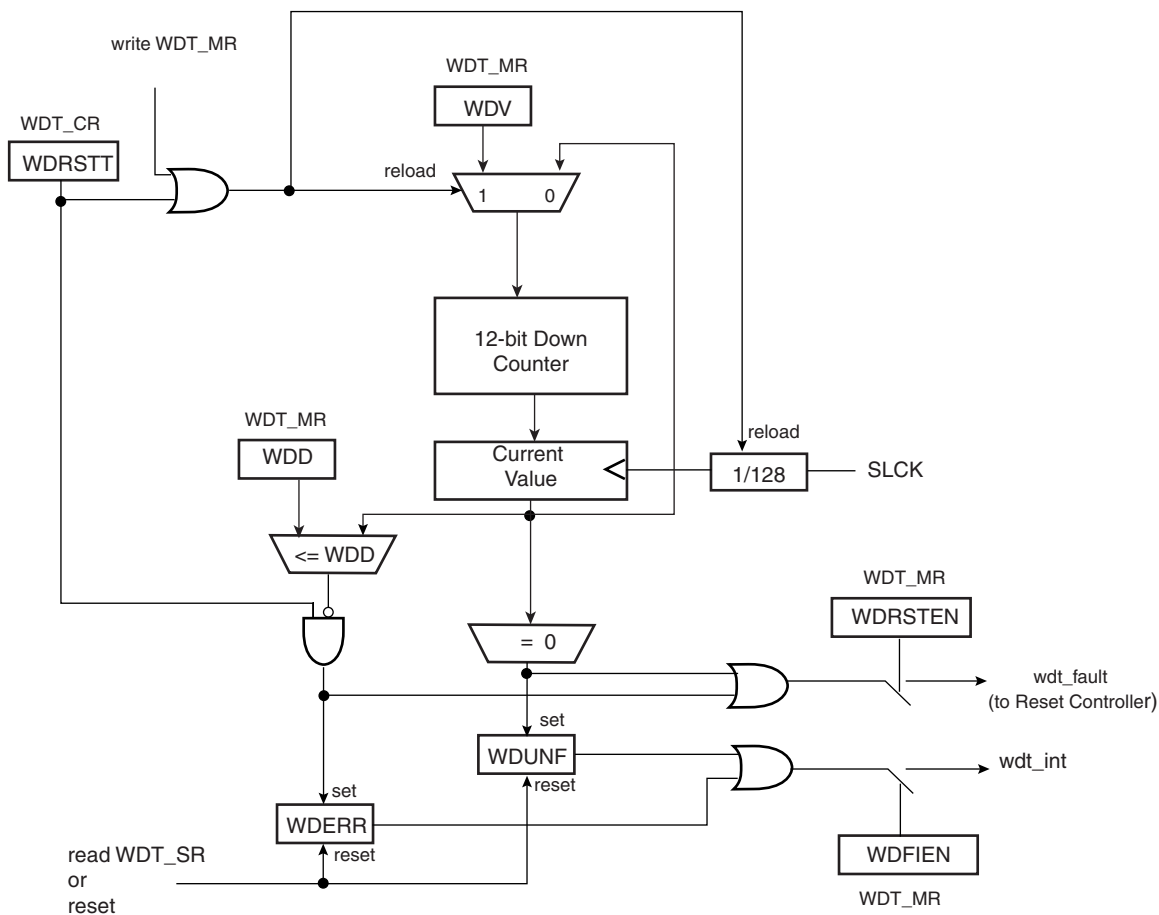 write WDT_MR
WDT_MR
WDV
WDT_CR
WDRSTT
reload
1 0
12-bit Down
Counter
WDT_MR
WDD
reload
Current
Value
1/128
SLCK
<= WDD
WDT_MR
WDRSTEN
= 0
wdt_fault
(to Reset Controller)
set
WDUNF
reset
wdt_int
set
WDERR
reset
read WDT_SR
or
reset
WDFIEN
WDT_MR